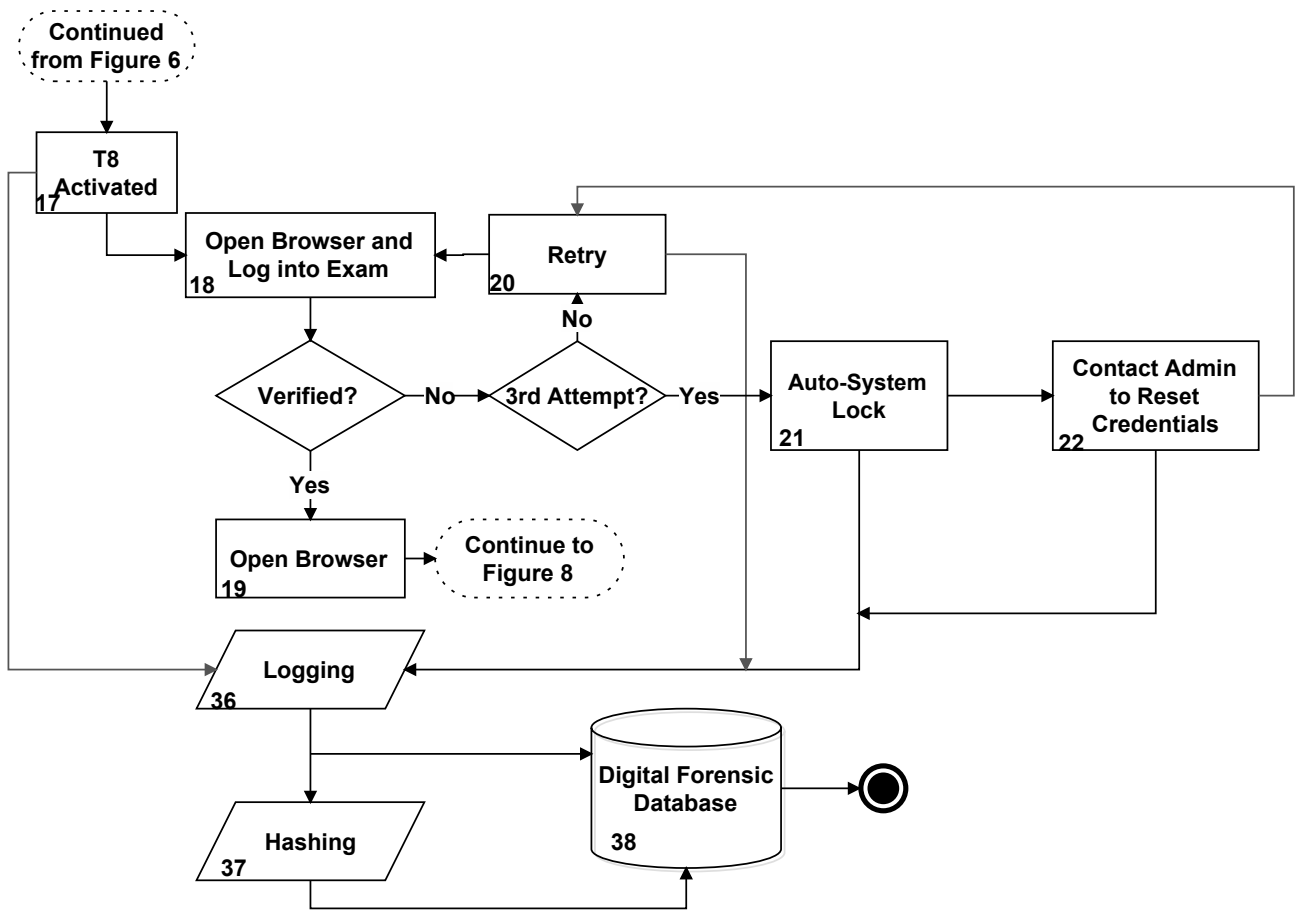 Continued
from Figure 6
T8
Activated
17
Open Browser and
Log into Exam
18
Retry
20
No
Verified?
No
3rd Attempt?
Yes
Auto-System
Lock
21
Contact Admin
to Reset
Credentials
22
Yes
Open Browser
19
Continue to
Figure 8
Logging
36
Digital Forensic
Database
38
Hashing
37